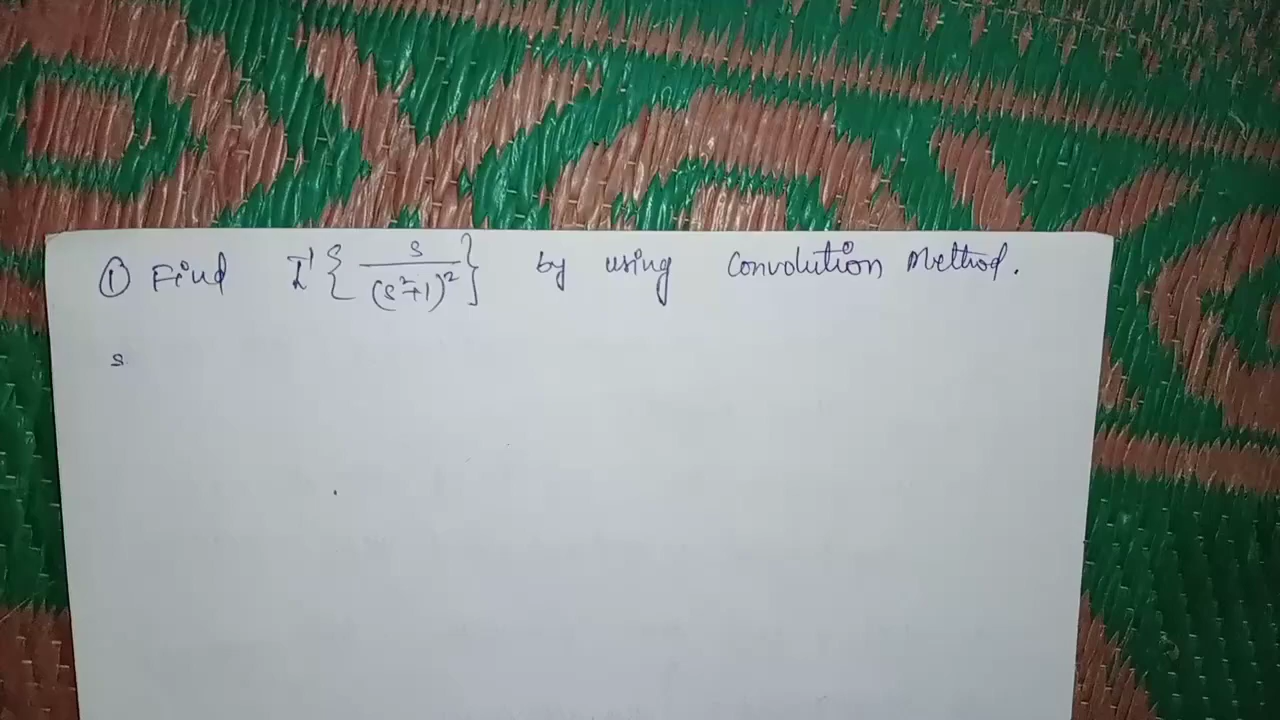 ① Find L⁻¹{ s/(s²+1)² } by using Convolution Method.
s